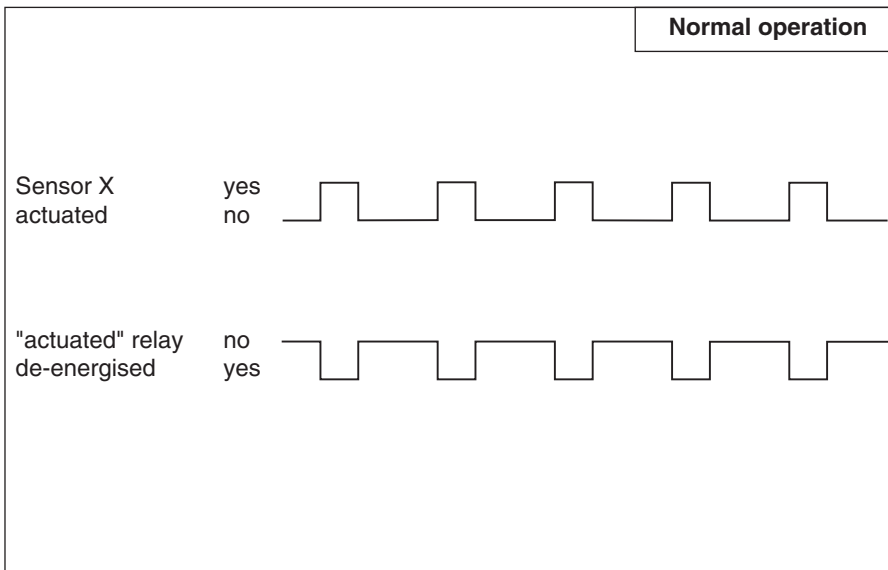 Normal operation
Sensor X yes
actuated no
"actuated" relay no
de-energised yes